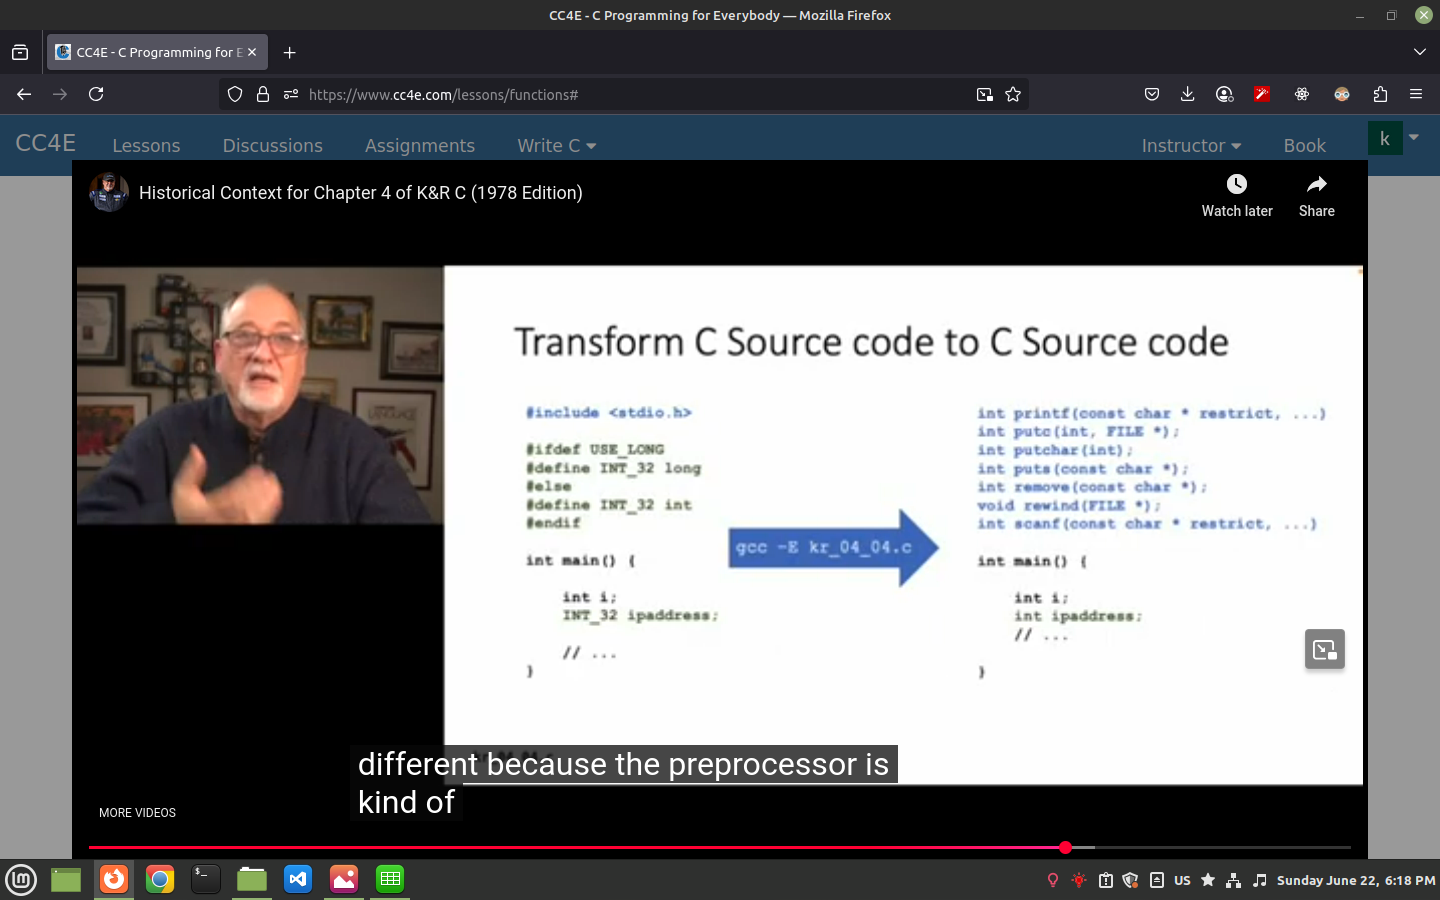 CC4E - C Programming for Everybody — Mozilla Firefox
CC4E - C Programming for E
https://www.cc4e.com/lessons/functions#
CC4E
Lessons
Discussions
Assignments
Write C
Instructor
Book
k
Historical Context for Chapter 4 of K&R C (1978 Edition)
Watch later
Share
Transform C Source code to C Source code
#include <stdio.h>
#ifdef USE_LONG
#define INT_32 long
#else
#define INT_32 int
#endif
int main() {
int i;
INT_32 ipaddress;
// ...
}
gcc -E kr_04_04.c
int printf(const char * restrict, ...)
int putc(int, FILE *);
int putchar(int);
int puts(const char *);
int remove(const char *);
void rewind(FILE *);
int scanf(const char * restrict, ...)
int main() {
int i;
int ipaddress;
// ...
}
different because the preprocessor is
kind of
MORE VIDEOS
US
Sunday June 22, 6:18 PM